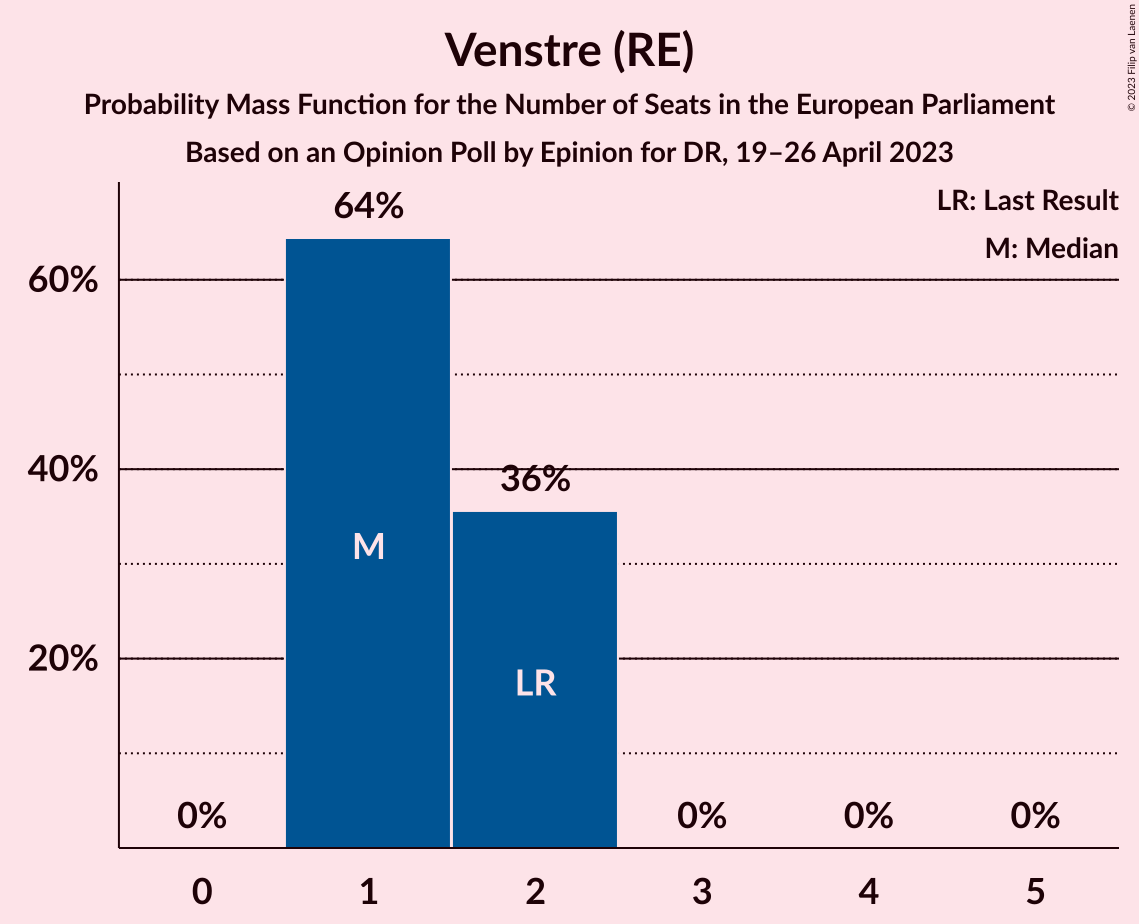 Venstre (RE)
Probability Mass Function for the Number of Seats in the European Parliament
Based on an Opinion Poll by Epinion for DR, 19–26 April 2023
© 2023 Filip van Laenen
LR: Last Result
M: Median
64%
60%
40%
36%
M
20%
LR
0%
0%
0%
0%
0
1
2
3
4
5